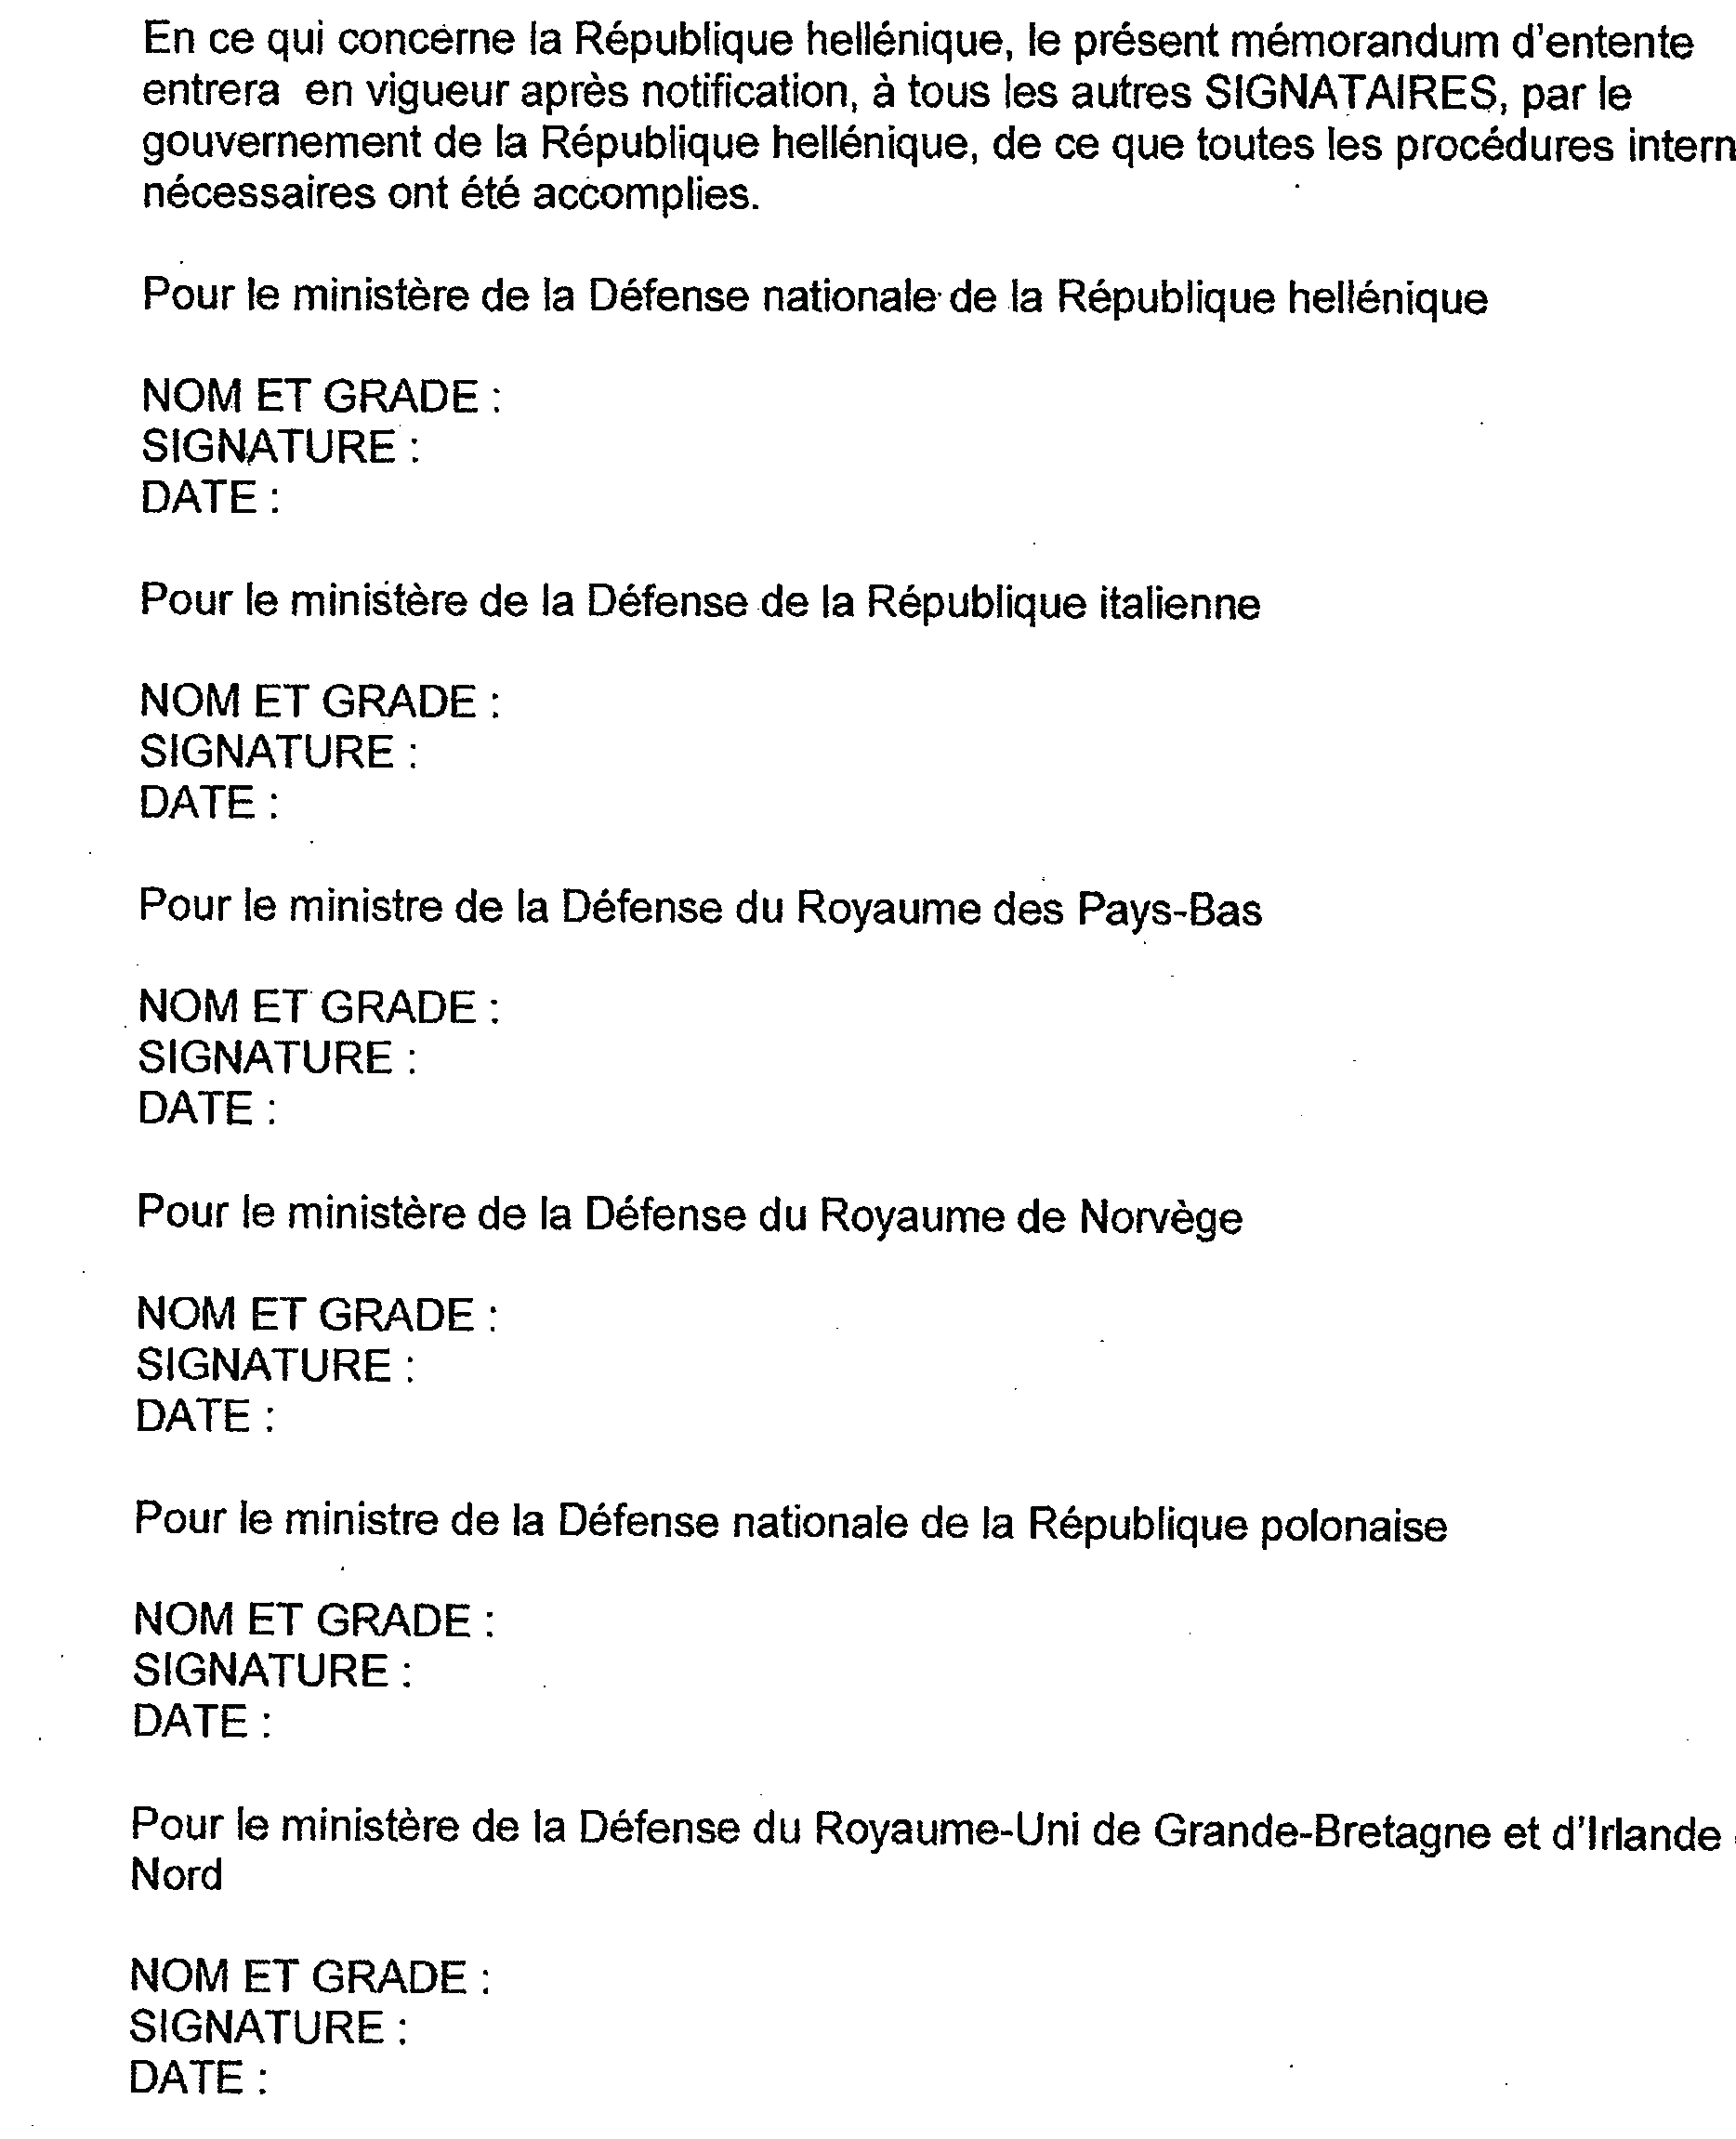 En ce qui concerne la République hellénique, le présent mémorandum d'entente
entrera en vigueur après notification, à tous les autres SIGNATAIRES, par le
gouvernement de la République hellénique, de ce que toutes les procédures intern
nécessaires ont été accomplies.
Pour le ministère de la Défense nationale de la République hellénique
NOM ET GRADE :
SIGNATURE :
DATE :
Pour le ministère de la Défense de la République italienne
NOM ET GRADE :
SIGNATURE :
DATE :
Pour le ministre de la Défense du Royaume des Pays-Bas
NOM ET GRADE :
SIGNATURE :
DATE :
Pour le ministère de la Défense du Royaume de Norvège
NOM ET GRADE :
SIGNATURE :
DATE :
Pour le ministre de la Défense nationale de la République polonaise
NOM ET GRADE :
SIGNATURE :
DATE :
Pour le ministère de la Défense du Royaume-Uni de Grande-Bretagne et d'Irlande
Nord
NOM ET GRADE :
SIGNATURE :
DATE :